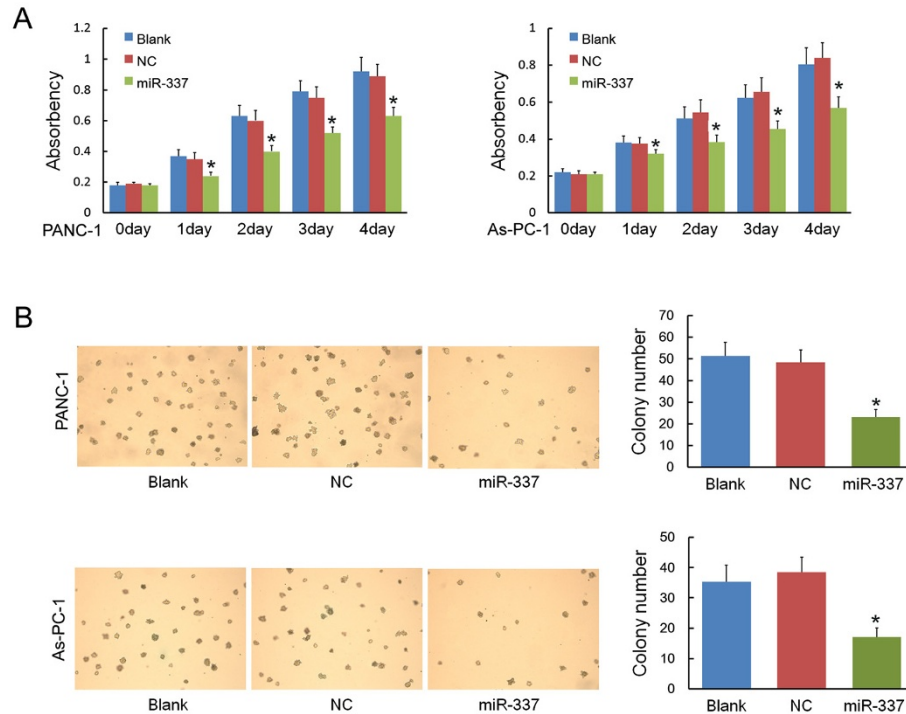 A
Absorbency
1.2
1
0.8
0.6
0.4
0.2
0
Blank
NC
miR-337
*
*
*
*
PANC-1 0day 1day 2day 3day 4day
Absorbency
1
0.8
0.6
0.4
0.2
0
Blank
NC
miR-337
*
*
*
*
As-PC-1 0day 1day 2day 3day 4day
B
PANC-1
Blank NC miR-337
Colony number
70
60
50
40
30
20
10
0
*
Blank NC miR-337
As-PC-1
Blank NC miR-337
Colony number
50
40
30
20
10
0
*
Blank NC miR-337